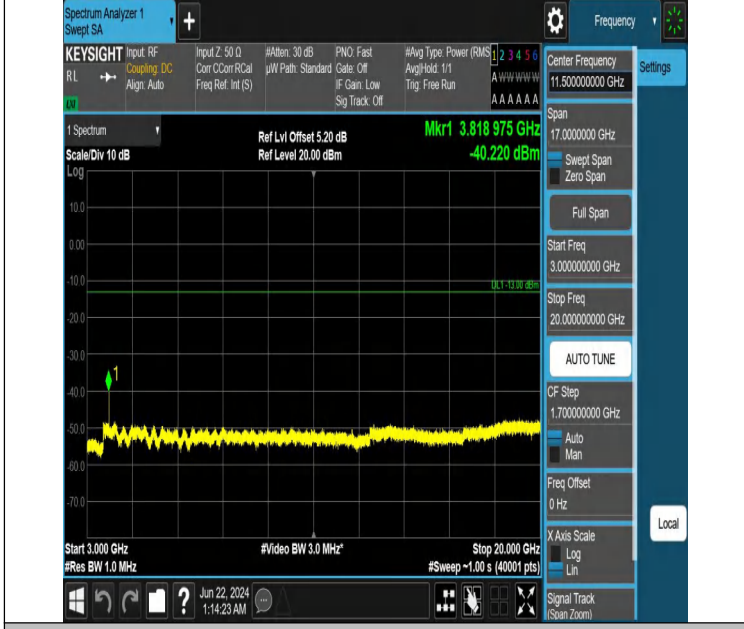 Spectrum Analyzer 1
Swept SA
Frequency
KEYSIGHT
RL
LXI
Input: RF
Coupling: DC
Align: Auto
Input Z: 50 Ω
Corr CCorr RCal
Freq Ref: Int (S)
#Atten: 30 dB
µW Path: Standard
PNO: Fast
Gate: Off
IF Gain: Low
Sig Track: Off
#Avg Type: Power (RMS
Avg|Hold: 1/1
Trig: Free Run
1 2 3 4 5 6
A W W W W W
A A A A A A
1 Spectrum
Scale/Div 10 dB
Log
Ref Lvl Offset 5.20 dB
Ref Level 20.00 dBm
Mkr1 3.818 975 GHz
-40.220 dBm
10.0
0.00
-10.0
DL1 -13.00 dBm
-20.0
-30.0
1
-40.0
-50.0
-60.0
-70.0
Start 3.000 GHz
#Res BW 1.0 MHz
#Video BW 3.0 MHz*
Stop 20.000 GHz
#Sweep ~1.00 s (40001 pts)
Center Frequency
11.500000000 GHz
Settings
Span
17.0000000 GHz
Swept Span
Zero Span
Full Span
Start Freq
3.000000000 GHz
Stop Freq
20.000000000 GHz
AUTO TUNE
CF Step
1.700000000 GHz
Auto
Man
Freq Offset
0 Hz
X Axis Scale
Log
Lin
Local
Signal Track
(Span Zoom)
?
Jun 22, 2024
1:14:23 AM